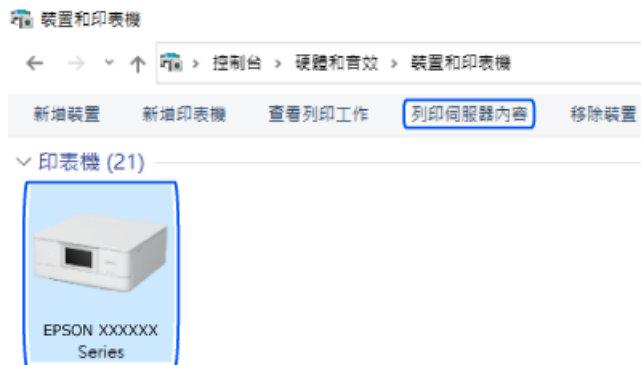 裝置和印表機
控制台 › 硬體和音效 › 裝置和印表機
新增裝置 新增印表機 查看列印工作 列印伺服器內容 移除裝置
印表機 (21)
EPSON XXXXXX
Series